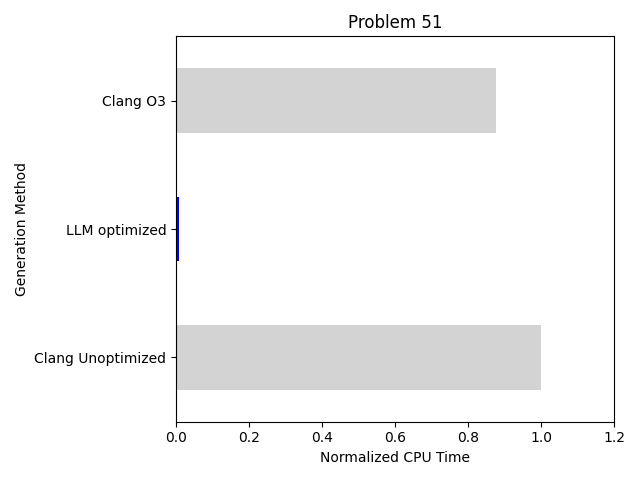 Problem 51
Generation Method
Clang O3
LLM optimized
Clang Unoptimized
0.0 0.2 0.4 0.6 0.8 1.0 1.2
Normalized CPU Time